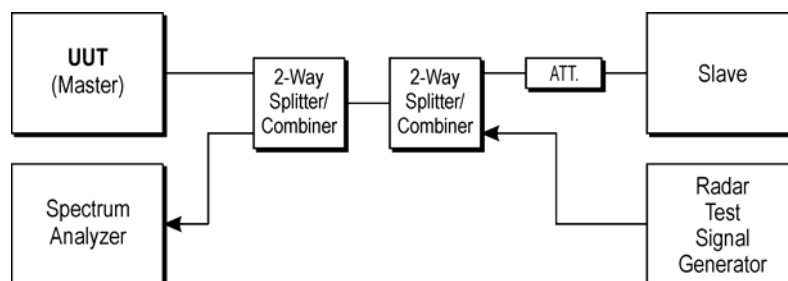 UUT
(Master)
2-Way
Splitter/
Combiner
2-Way
Splitter/
Combiner
ATT.
Slave
Spectrum
Analyzer
Radar
Test
Signal
Generator